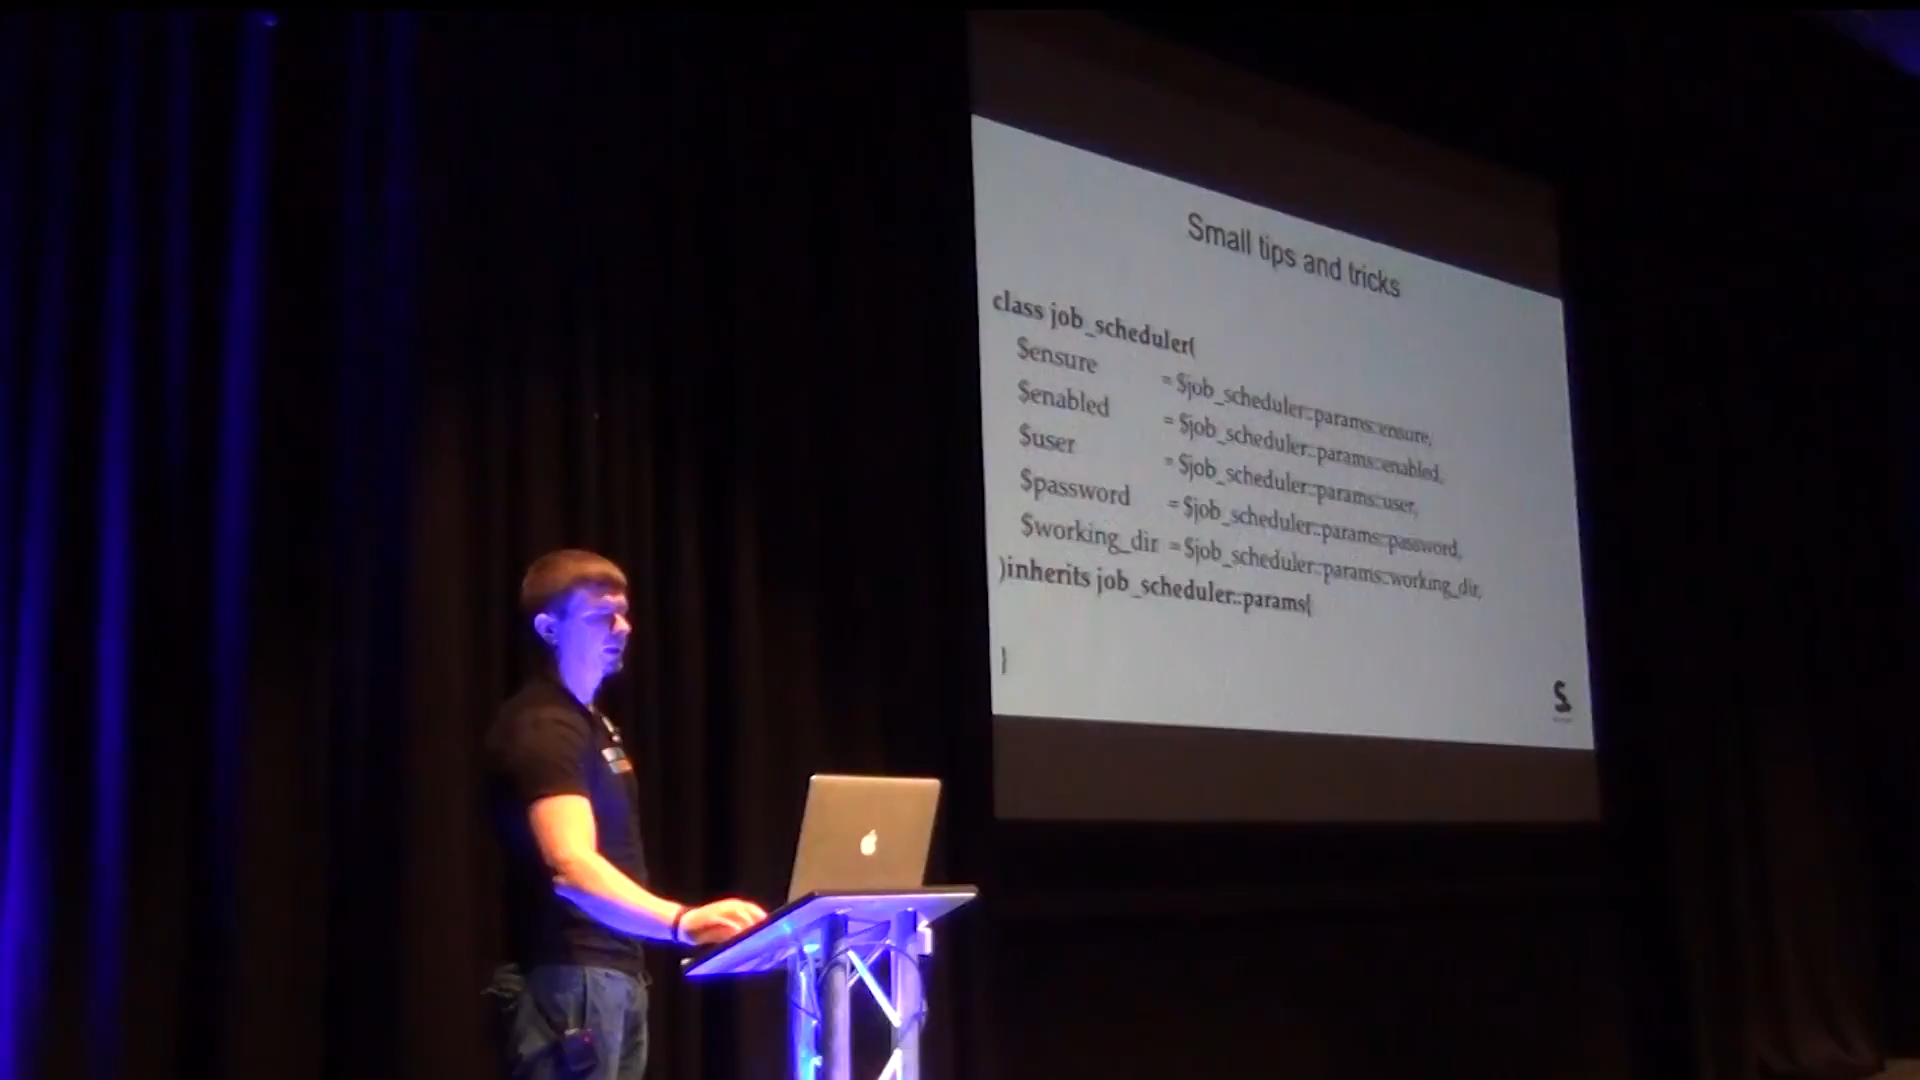 Small tips and tricks
class job_scheduler(
$ensure = $job_scheduler::params::ensure,
$enabled = $job_scheduler::params::enabled,
$user = $job_scheduler::params::user,
$password = $job_scheduler::params::password,
$working_dir = $job_scheduler::params::working_dir,
)inherits job_scheduler::params{
}
S